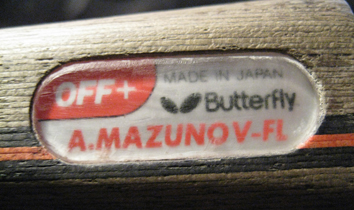 OFF+
MADE IN JAPAN
Butterfly
A.MAZUNOV-FL